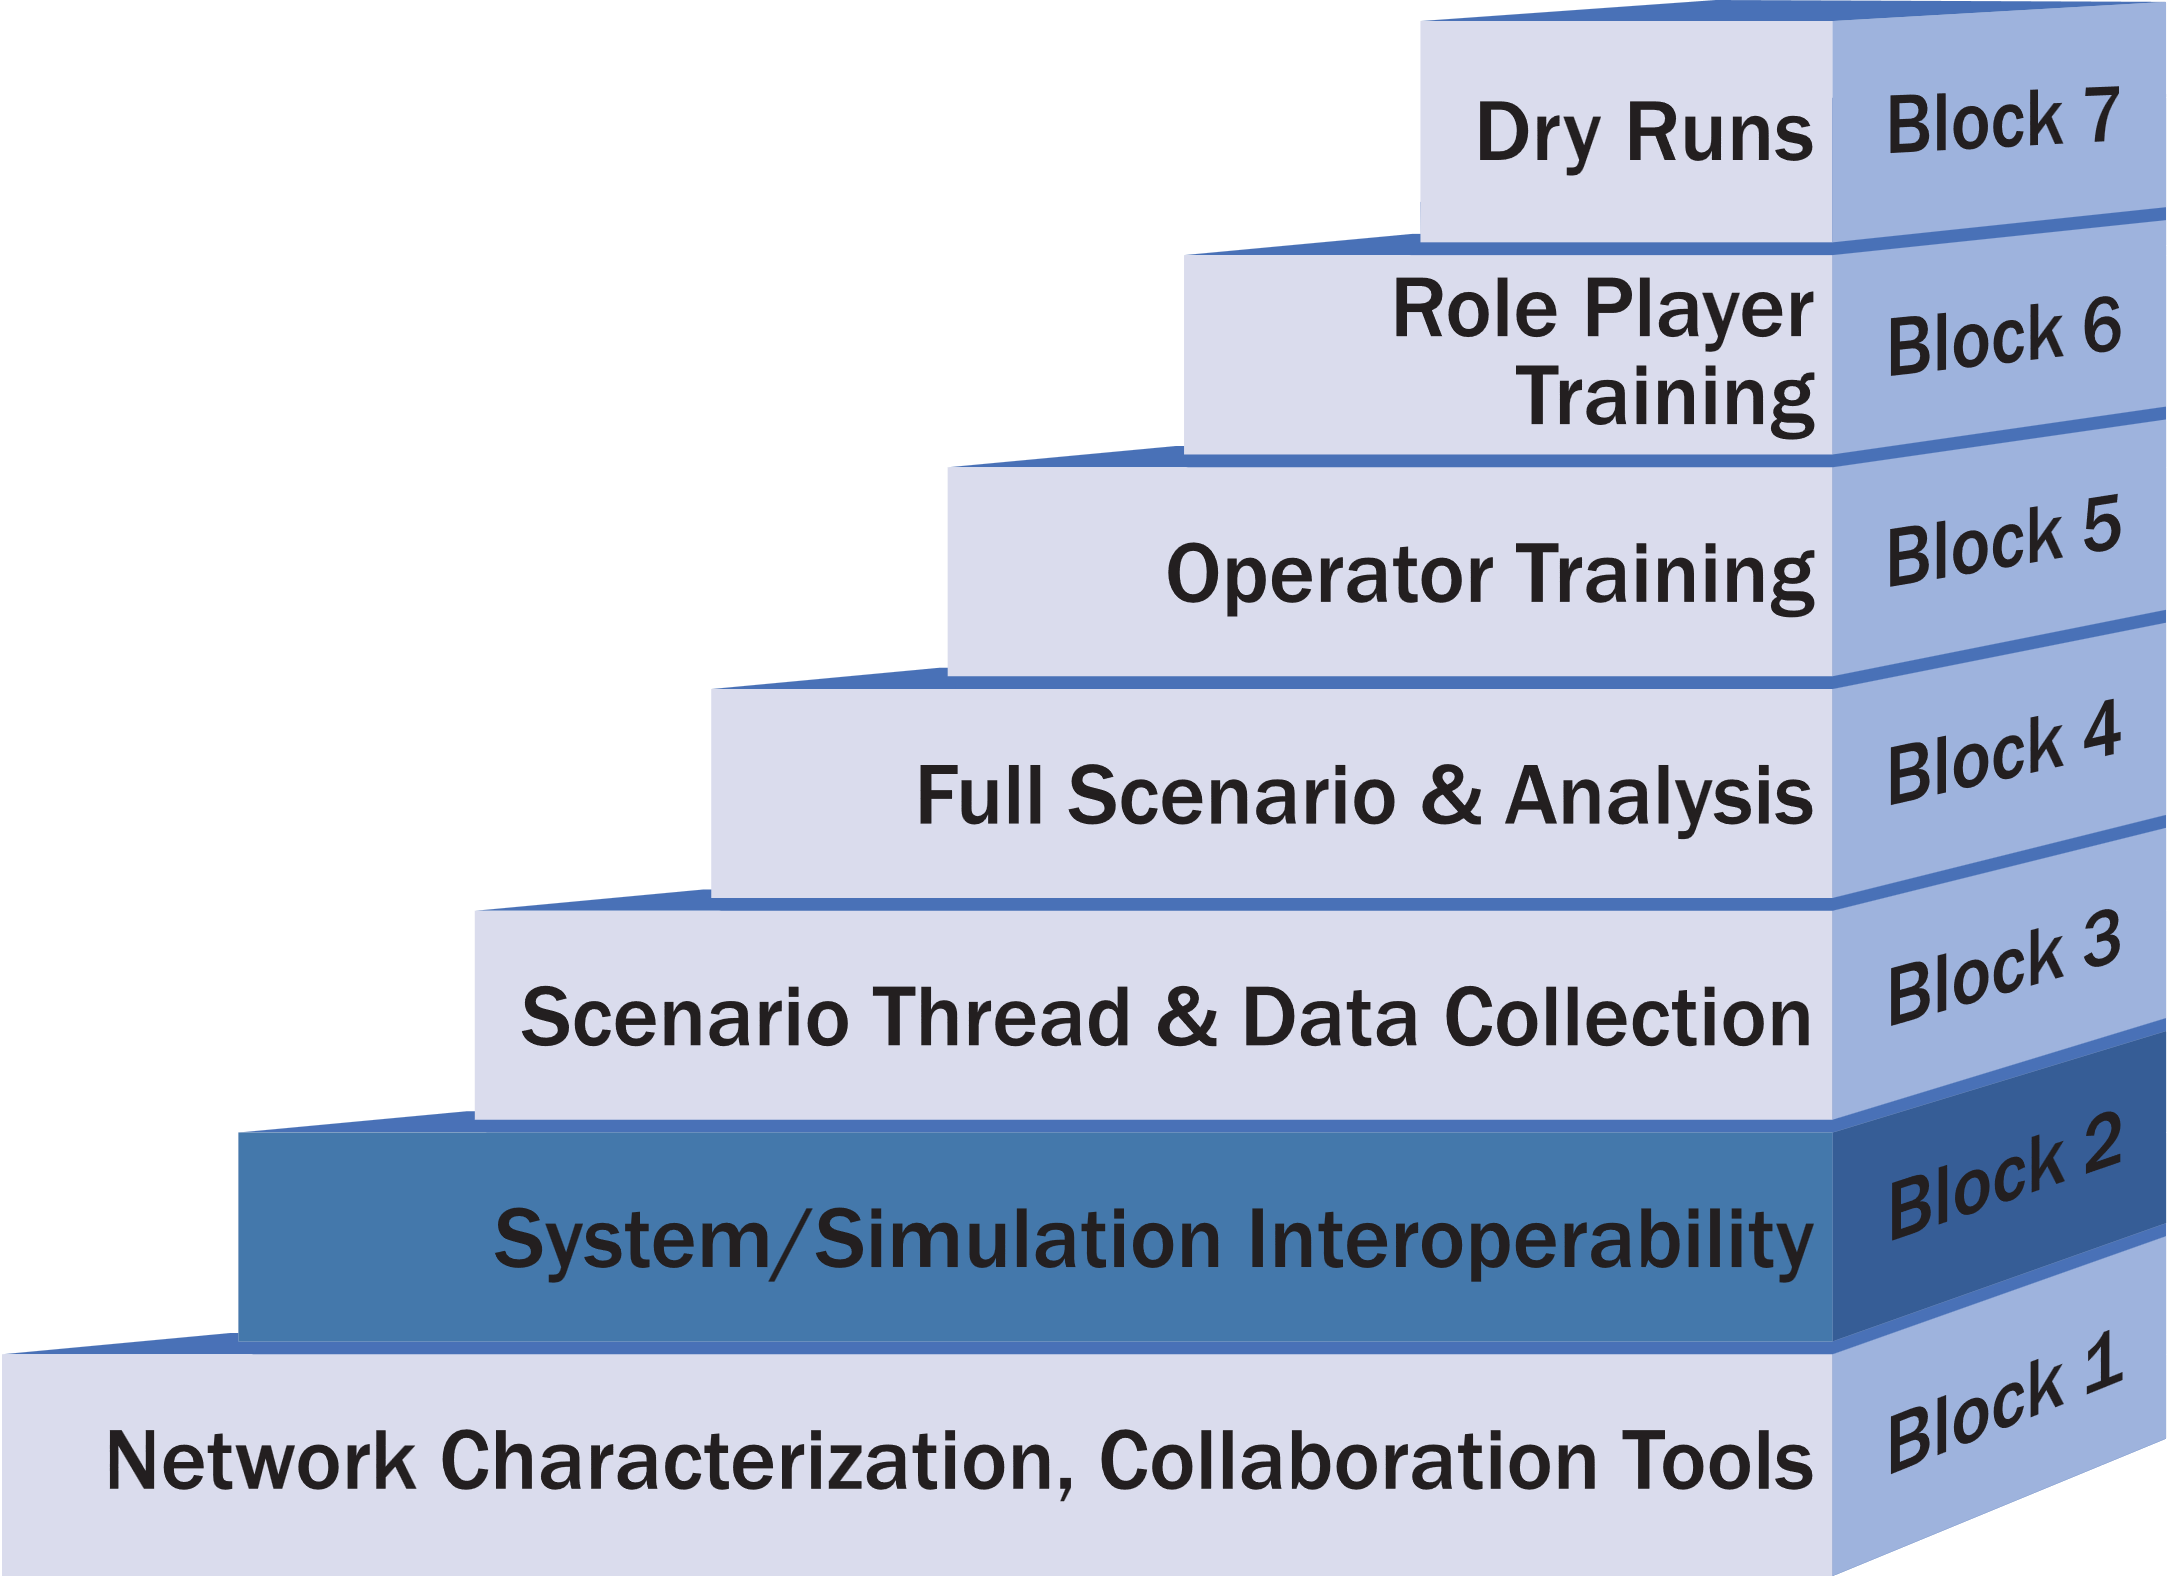 Dry Runs
Block 7
Role Player
Training
Block 6
Operator Training
Block 5
Full Scenario & Analysis
Block 4
Scenario Thread & Data Collection
Block 3
System/Simulation Interoperability
Block 2
Network Characterization, Collaboration Tools
Block 1